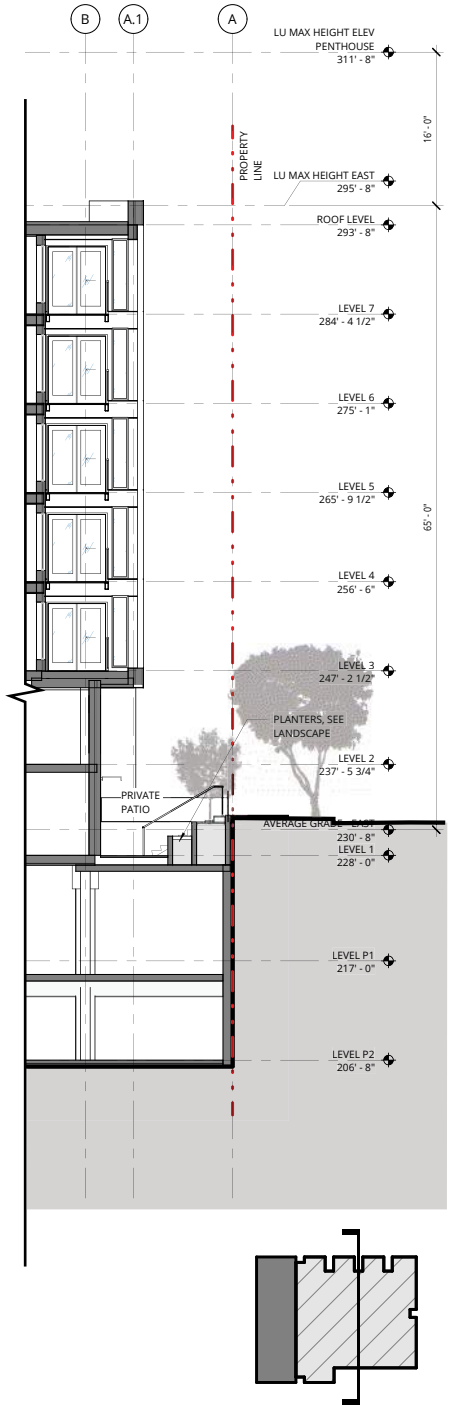 B
A.1
A
LU MAX HEIGHT ELEV
PENTHOUSE
311' - 8"
16' - 0"
PROPERTY
LINE
LU MAX HEIGHT EAST
295' - 8"
ROOF LEVEL
293' - 8"
LEVEL 7
284' - 4 1/2"
LEVEL 6
275' - 1"
LEVEL 5
265' - 9 1/2"
65' - 0"
LEVEL 4
256' - 6"
LEVEL 3
247' - 2 1/2"
PLANTERS, SEE
LANDSCAPE
LEVEL 2
237' - 5 3/4"
PRIVATE
PATIO
AVERAGE GRADE - EAST
230' - 8"
LEVEL 1
228' - 0"
LEVEL P1
217' - 0"
LEVEL P2
206' - 8"